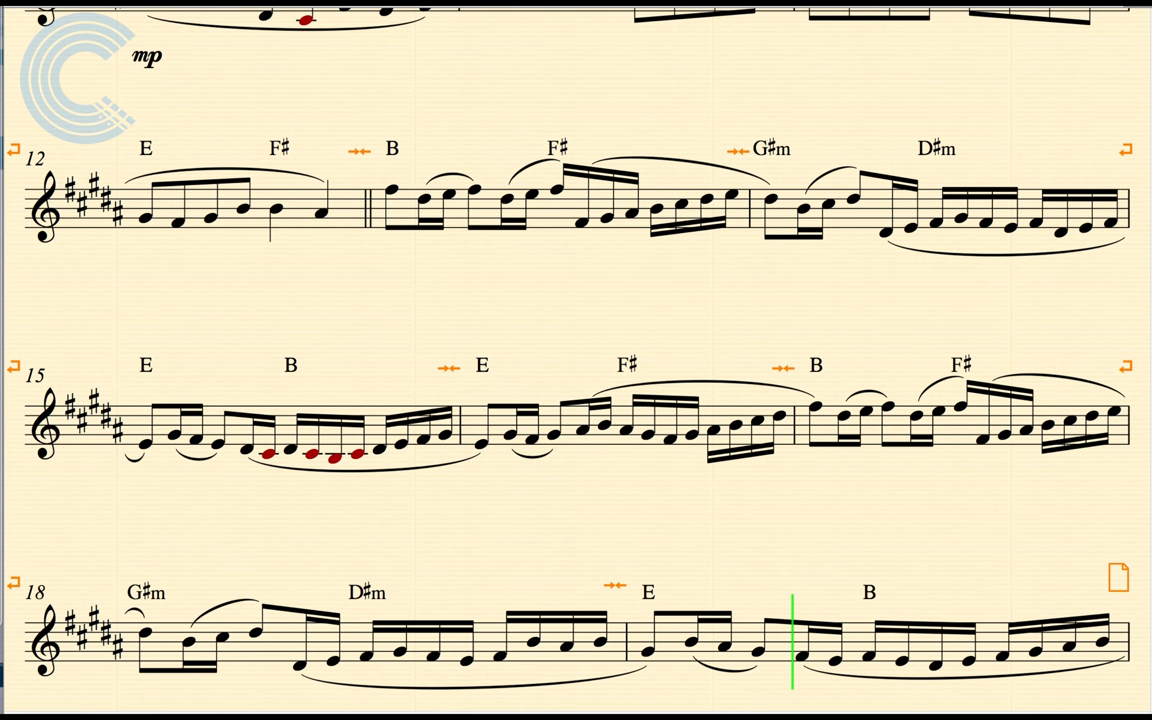 mp
E F♯ B F♯ G♯m D♯m
12
E B E F♯ B F♯
15
18 G♯m D♯m E B